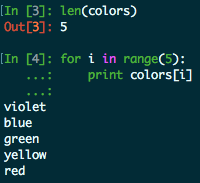 In [3]: len(colors)
Out[3]: 5
In [4]: for i in range(5):
...: print colors[i]
...:
violet
blue
green
yellow
red